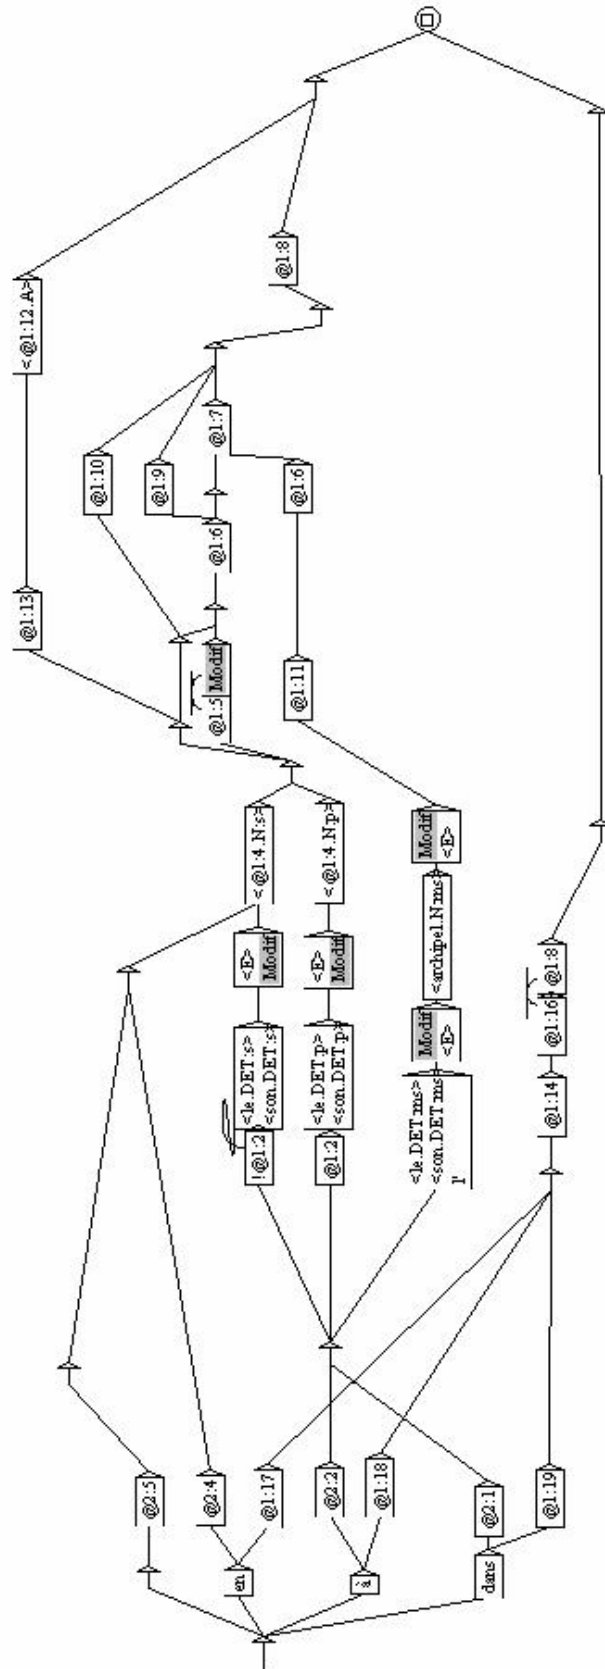 <@1:12.A>
@1:8
@1:10
@1:9
@1:7
@1:6
@1:6
@1:13
@1:5
Modif
@1:11
<@1:4.N:s>
<@1:4.N:p>
Modif
<E>
<archipel.N:ms>
<E>
Modif
<E>
Modif
@1:8
@1:16
Modif
<E>
<le.DET:s>
<son.DET:s>
<le.DET:p>
<son.DET:p>
<le.DET:ms>
<son.DET:ms
l'
!@1:2
@1:2
@1:14
@2:5
@2:4
@1:17
@2:2
@1:18
@2:1
@1:19
en
dans